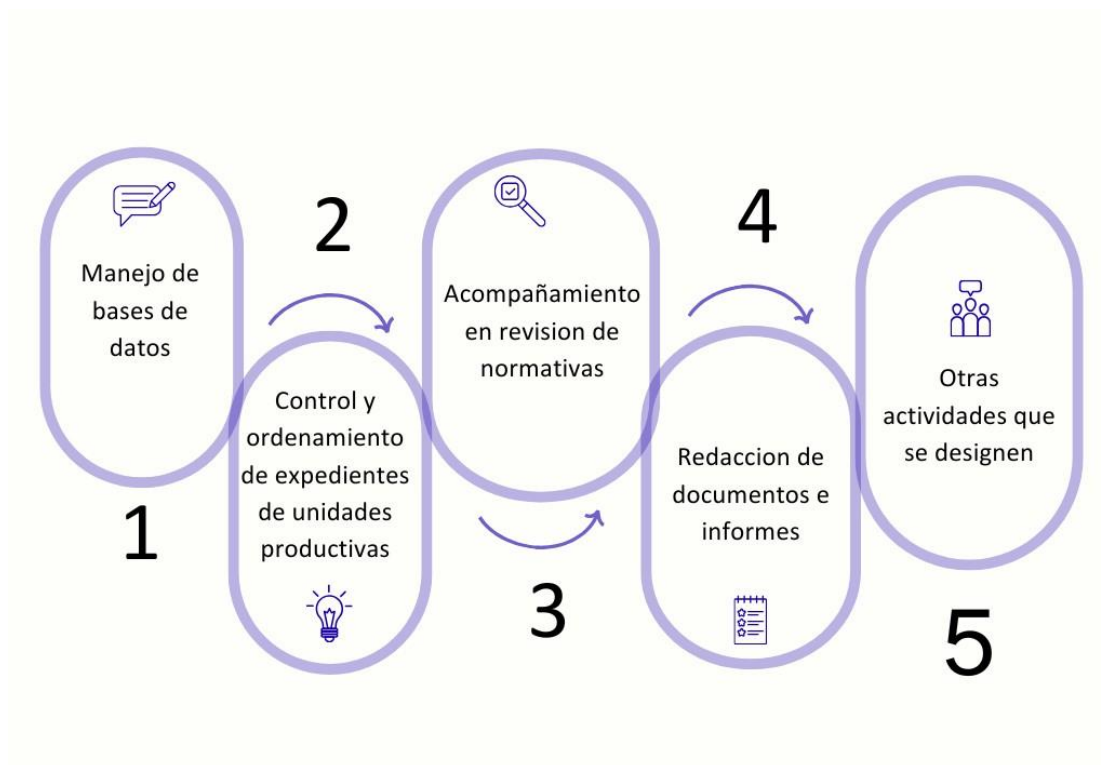 Manejo de
bases de
datos
1
2
Control y
ordenamiento
de expedientes
de unidades
productivas
Acompañamiento
en revision de
normativas
3
4
Redaccion de
documentos e
informes
Otras
actividades que
se designen
5